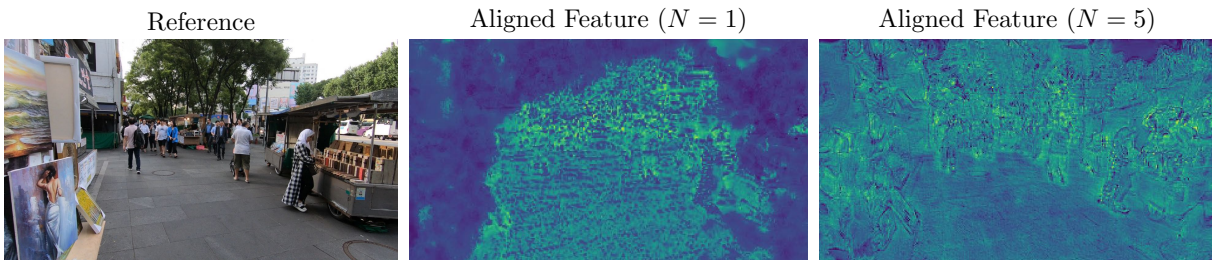 Reference
Aligned Feature (N = 1)
Aligned Feature (N = 5)